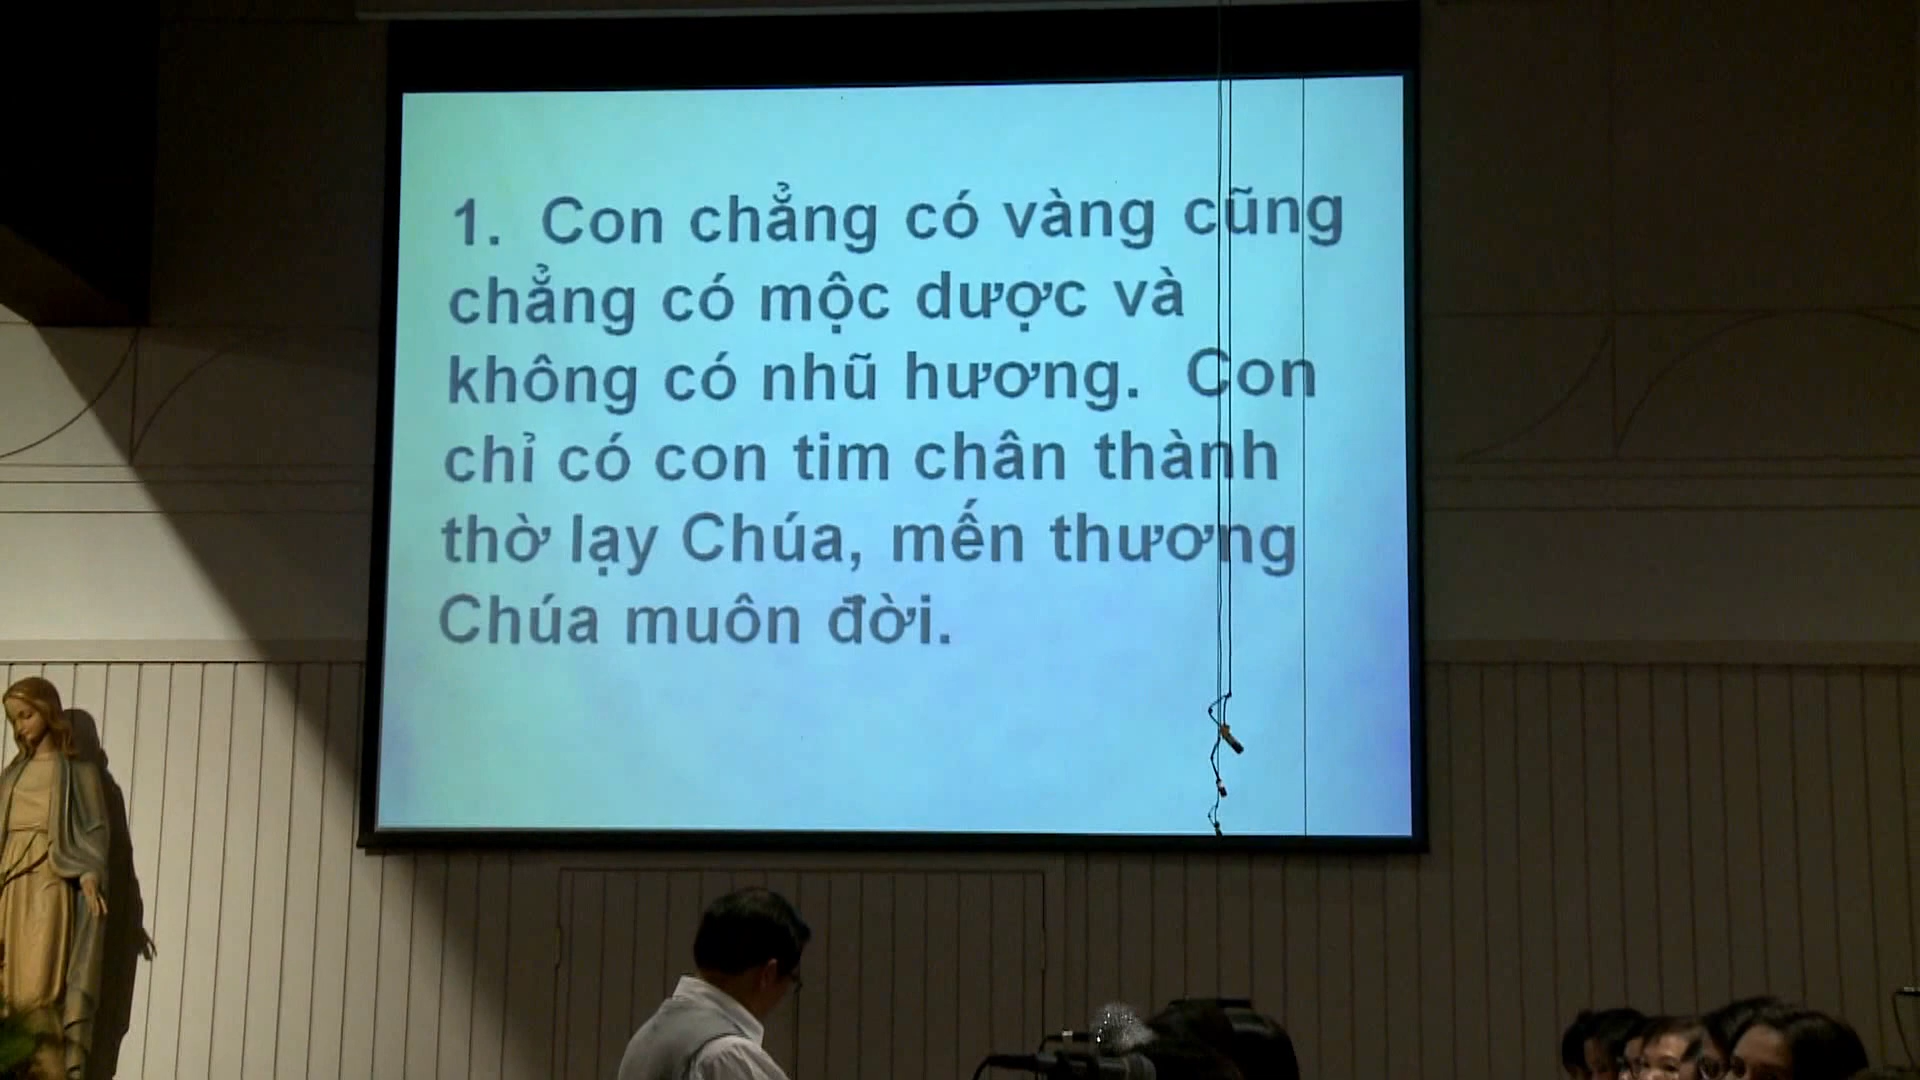 1. Con chẳng có vàng cũng
chẳng có mộc dược và
không có nhũ hương. Con
chỉ có con tim chân thành
thờ lạy Chúa, mến thương
Chúa muôn đời.